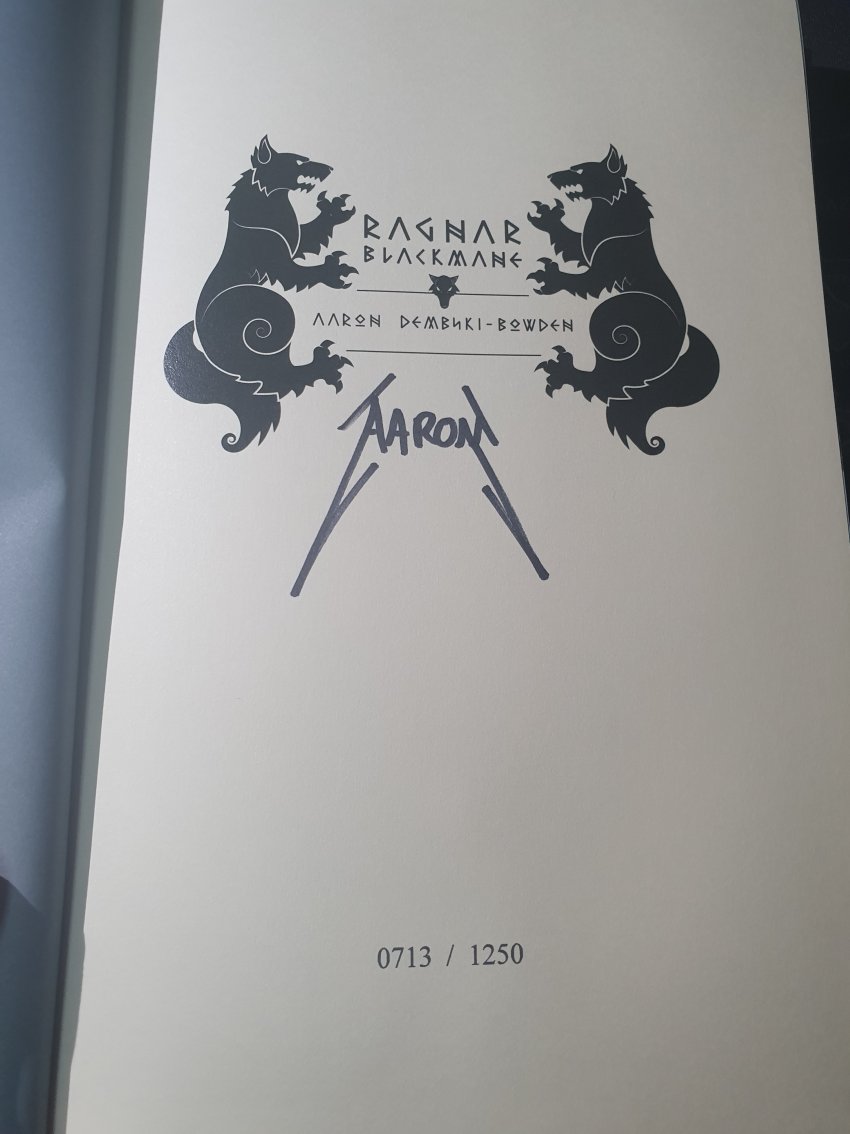 RAGNAR
BLACKMANE
AARON DEMBSKI-BOWDEN
AARON
0713 / 1250